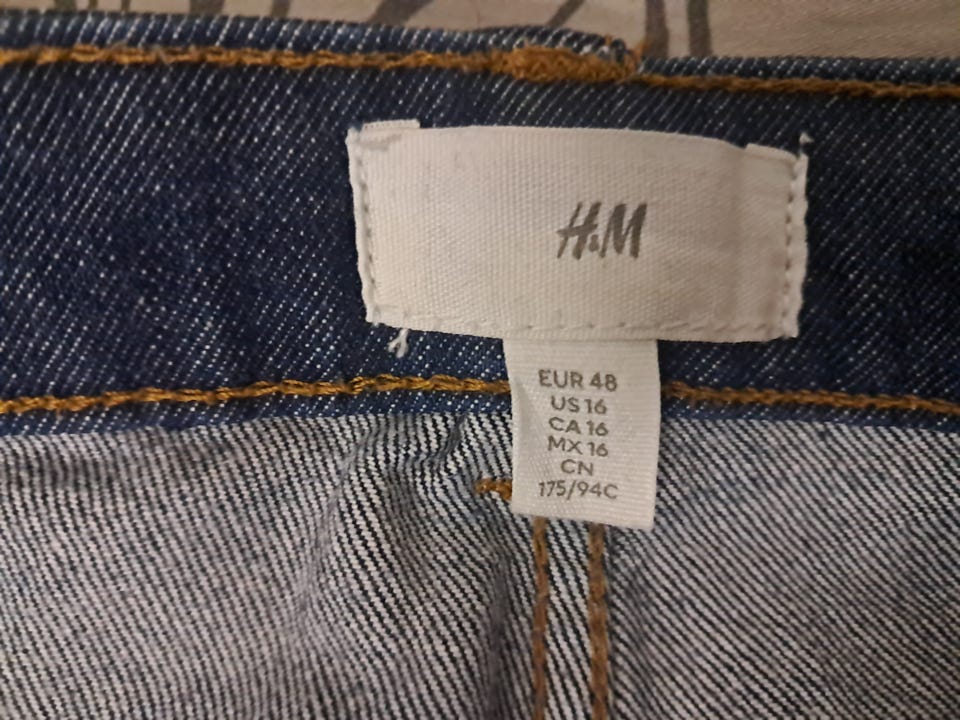 H&M
EUR 48
US 16
CA 16
MX 16
CN
175/94C